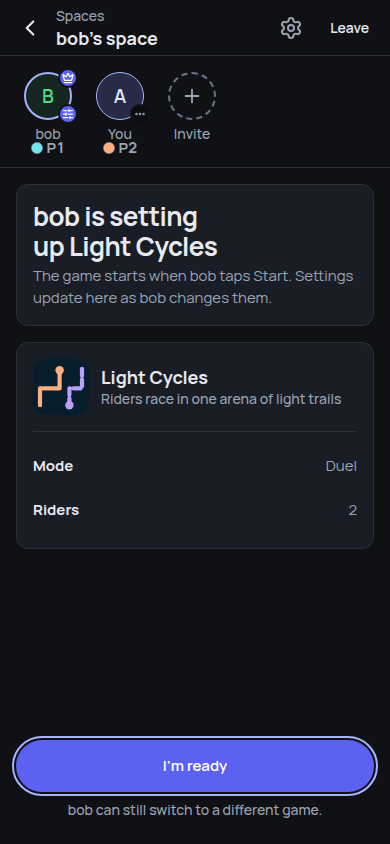 Spaces
bob's space
Leave
B
A
bob
You
Invite
P1
P2
bob is setting
up Light Cycles
The game starts when bob taps Start. Settings
update here as bob changes them.
Light Cycles
Riders race in one arena of light trails
Mode
Duel
Riders
2
I'm ready
bob can still switch to a different game.